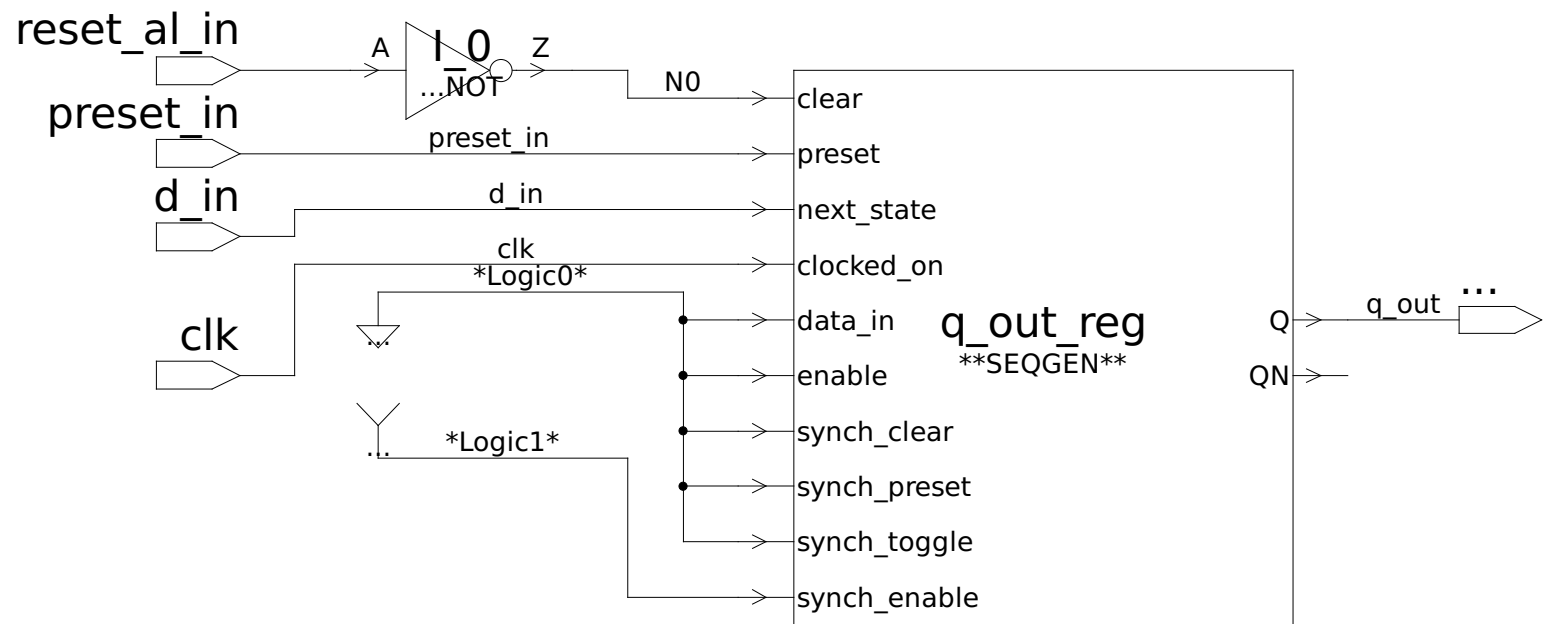 reset_al_in
A
I_0
Z
...NOT
N0
clear
preset_in
preset_in
preset
d_in
d_in
next_state
clk
clocked_on
*Logic0*
...
data_in
q_out_reg
Q
q_out
...
**SEQGEN**
clk
enable
QN
synch_clear
*Logic1*
...
synch_preset
synch_toggle
synch_enable